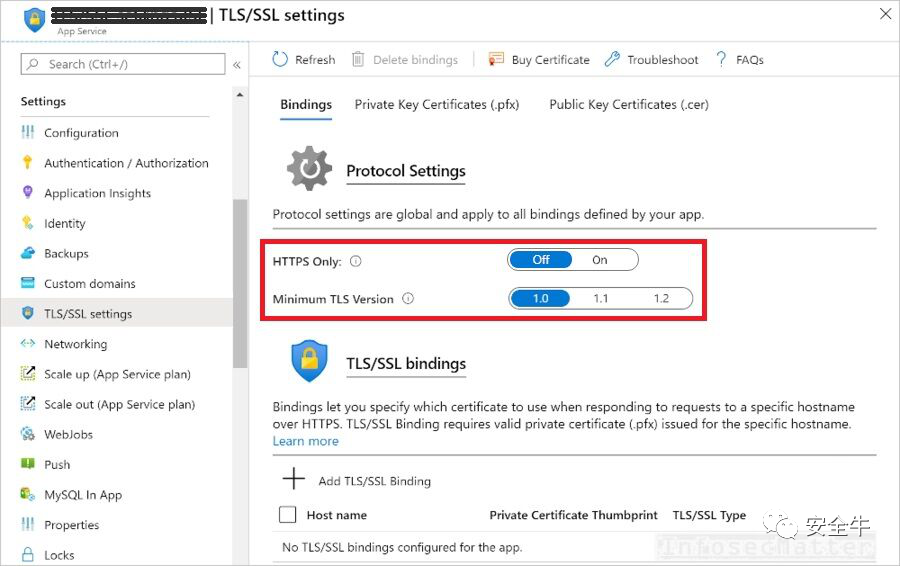 | TLS/SSL settings
App Service
Search (Ctrl+/)
«
Refresh
Delete bindings
Buy Certificate
Troubleshoot
? FAQs
Settings
Configuration
Authentication / Authorization
Application Insights
Identity
Backups
Custom domains
TLS/SSL settings
Networking
Scale up (App Service plan)
Scale out (App Service plan)
WebJobs
Push
MySQL In App
Properties
Locks
Bindings
Private Key Certificates (.pfx)
Public Key Certificates (.cer)
Protocol Settings
Protocol settings are global and apply to all bindings defined by your app.
HTTPS Only:
Off
On
Minimum TLS Version
1.0
1.1
1.2
TLS/SSL bindings
Bindings let you specify which certificate to use when responding to requests to a specific hostname
over HTTPS. TLS/SSL Binding requires valid private certificate (.pfx) issued for the specific hostname.
Learn more
Add TLS/SSL Binding
Host name
Private Certificate Thumbprint
TLS/SSL Type
No TLS/SSL bindings configured for the app.
安全牛
Infosecchatter